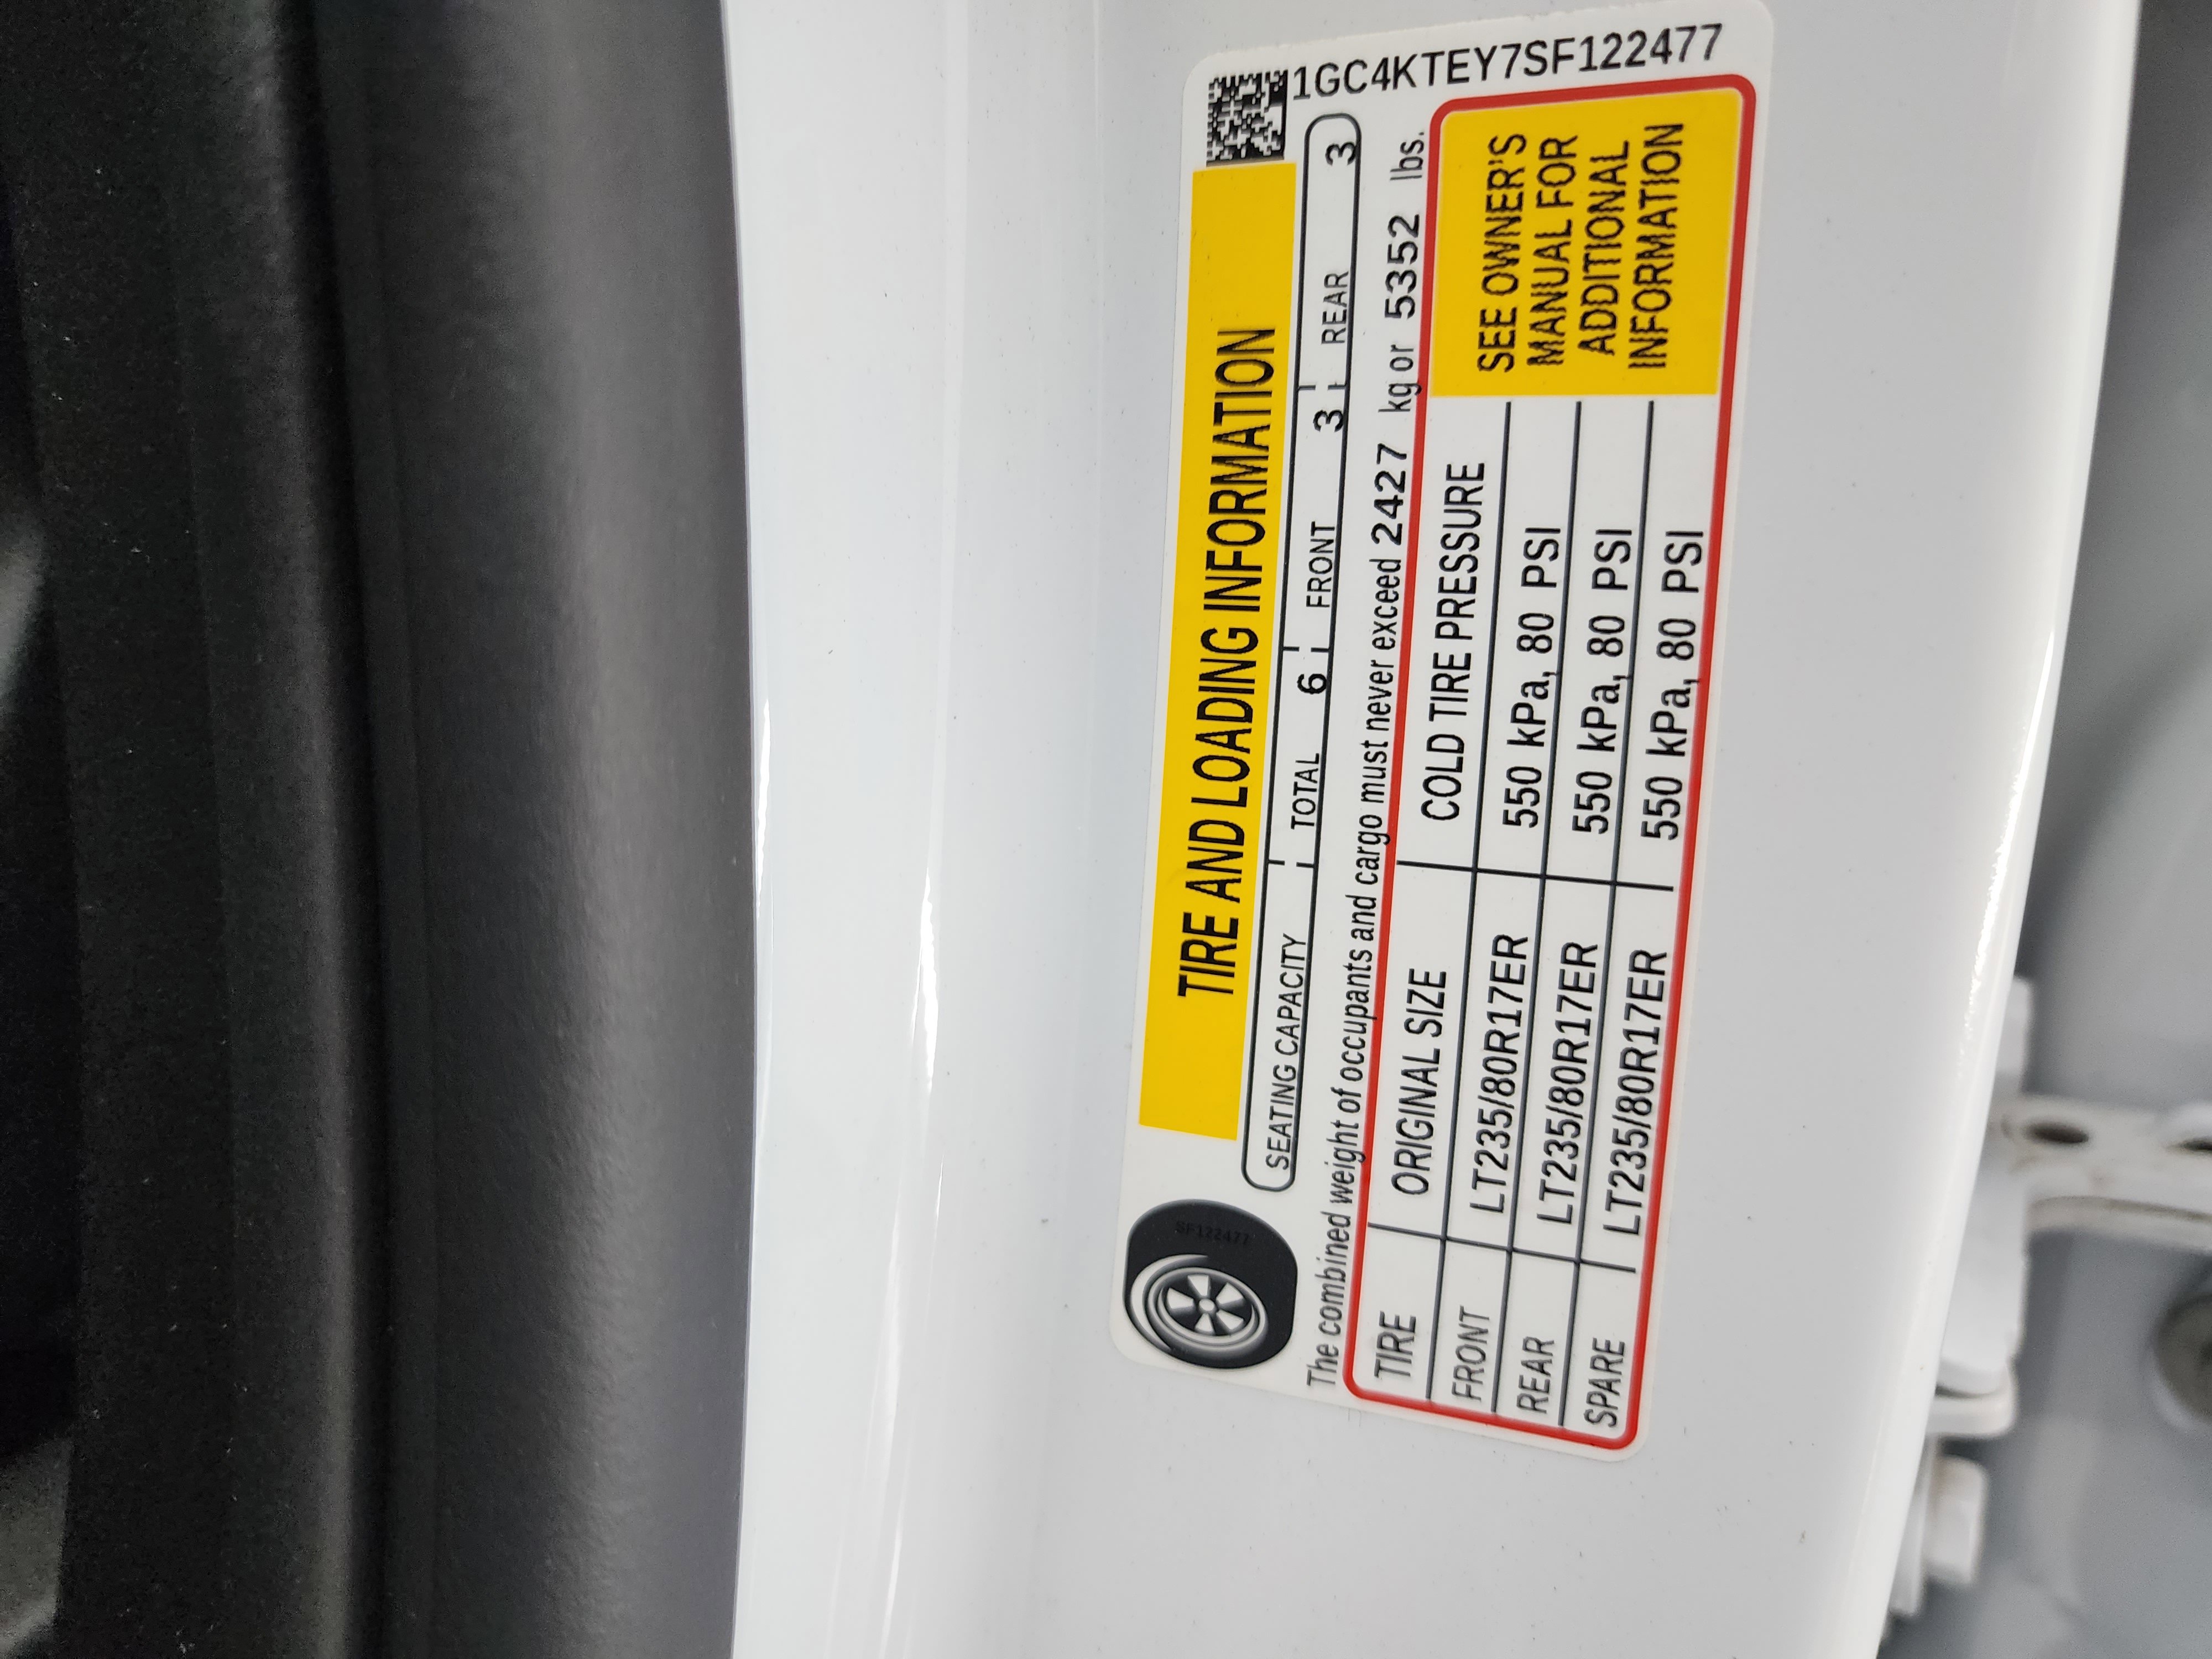 1GC4KTEY7SF122477
TIRE AND LOADING INFORMATION
SEATING CAPACITY TOTAL 6 FRONT 3 REAR 3
The combined weight of occupants and cargo must never exceed 2427 kg or 5352 lbs.
TIRE ORIGINAL SIZE COLD TIRE PRESSURE
FRONT LT235/80R17ER 550 kPa, 80 PSI
REAR LT235/80R17ER 550 kPa, 80 PSI
SPARE LT235/80R17ER 550 kPa, 80 PSI
SEE OWNER'S
MANUAL FOR
ADDITIONAL
INFORMATION
SF122477